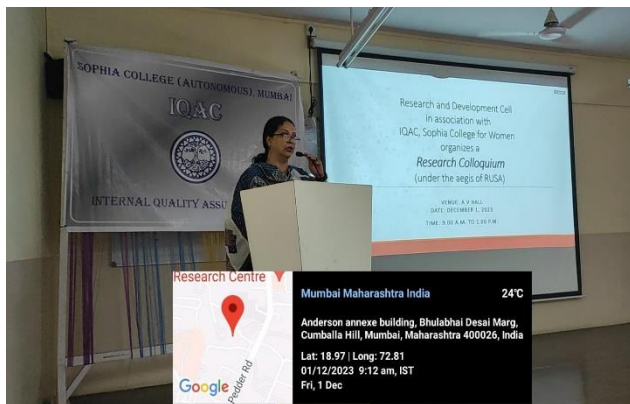 SOPHIA COLLEGE (AUTONOMOUS), MUMBAI
IQAC
INTERNAL QUALITY ASSU
Research and Development Cell
in association with
IQAC, Sophia College for Women
organizes a
Research Colloquium
(under the aegis of RUSA)
VENUE: A V HALL
DATE: DECEMBER 1, 2023
TIME: 9.00 A.M. TO 1.00 P.M.
Research Centre
Pedder Rd
Google
Mumbai Maharashtra India
24°C
Anderson annexe building, Bhulabhai Desai Marg,
Cumballa Hill, Mumbai, Maharashtra 400026, India
Lat: 18.97 | Long: 72.81
01/12/2023 9:12 am, IST
Fri, 1 Dec